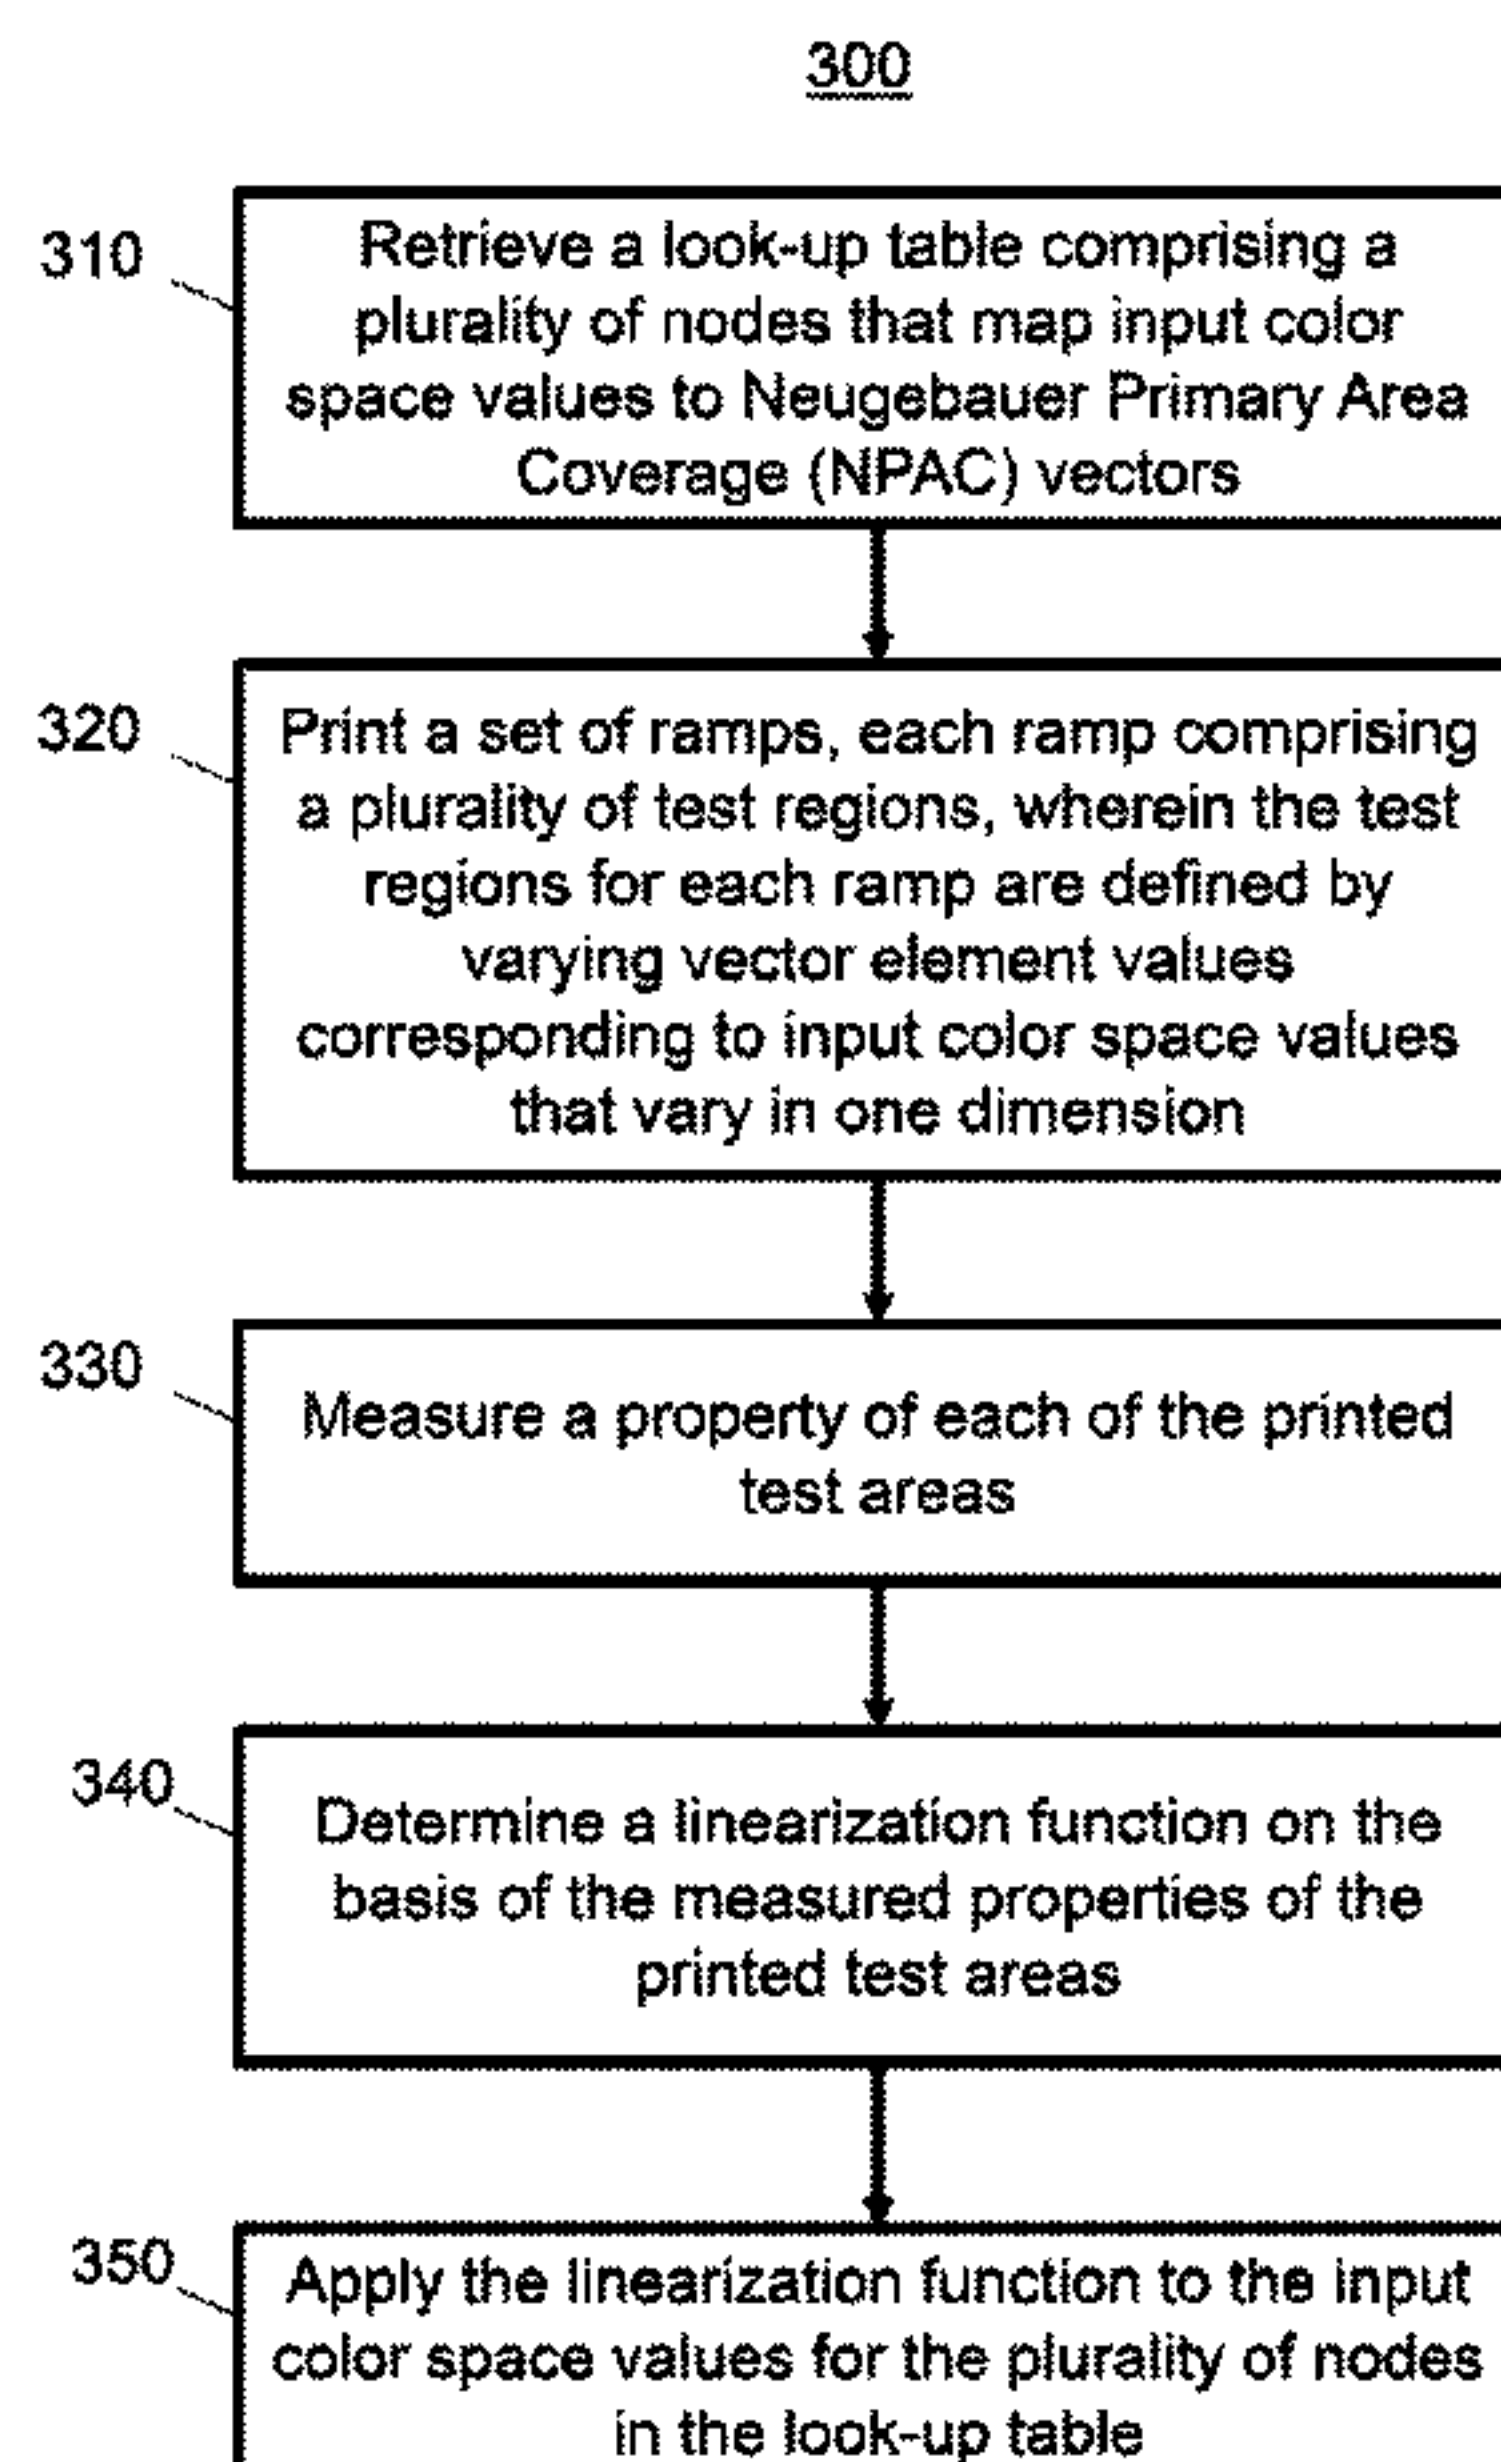 300
310
Retrieve a look-up table comprising a
plurality of nodes that map input color
space values to Neugebauer Primary Area
Coverage (NPAC) vectors
320
Print a set of ramps, each ramp comprising
a plurality of test regions, wherein the test
regions for each ramp are defined by
varying vector element values
corresponding to input color space values
that vary in one dimension
330
Measure a property of each of the printed
test areas
340
Determine a linearization function on the
basis of the measured properties of the
printed test areas
350
Apply the linearization function to the input
color space values for the plurality of nodes
in the look-up table